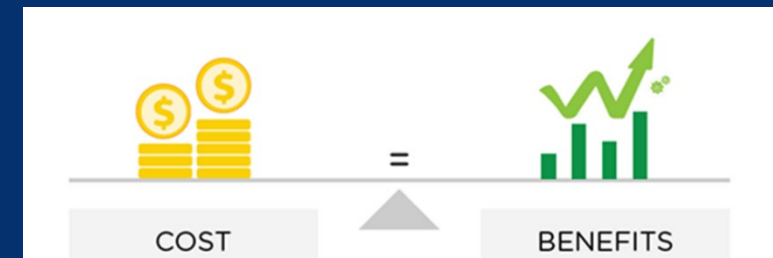 $
$
=
COST
BENEFITS